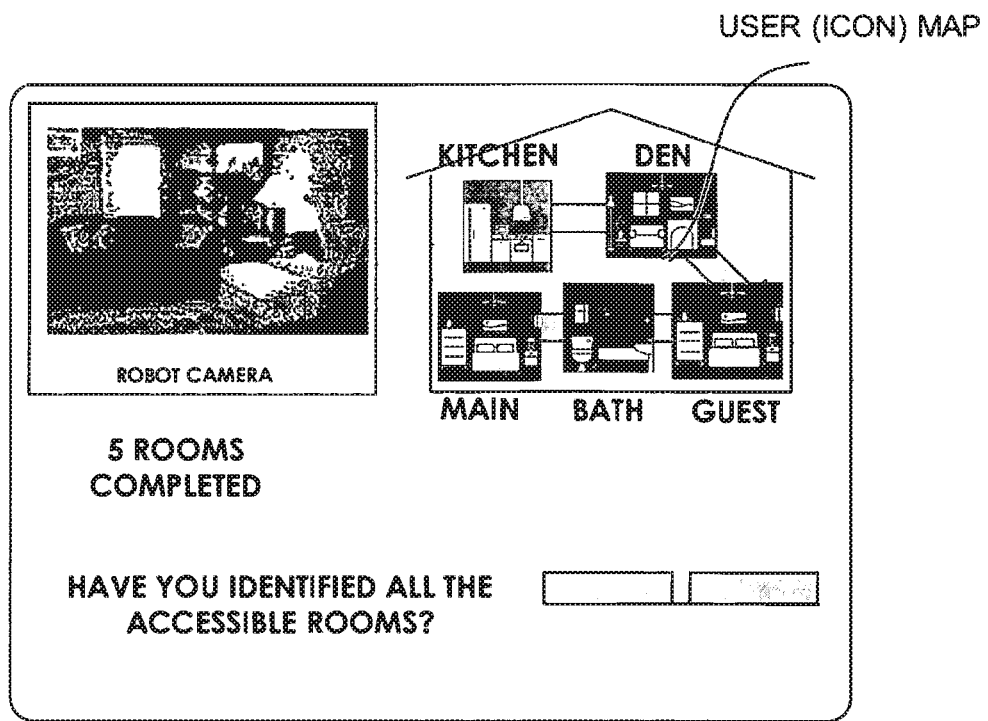 USER (ICON) MAP
KITCHEN DEN
ROBOT CAMERA
MAIN BATH GUEST
5 ROOMS
COMPLETED
HAVE YOU IDENTIFIED ALL THE
ACCESSIBLE ROOMS?